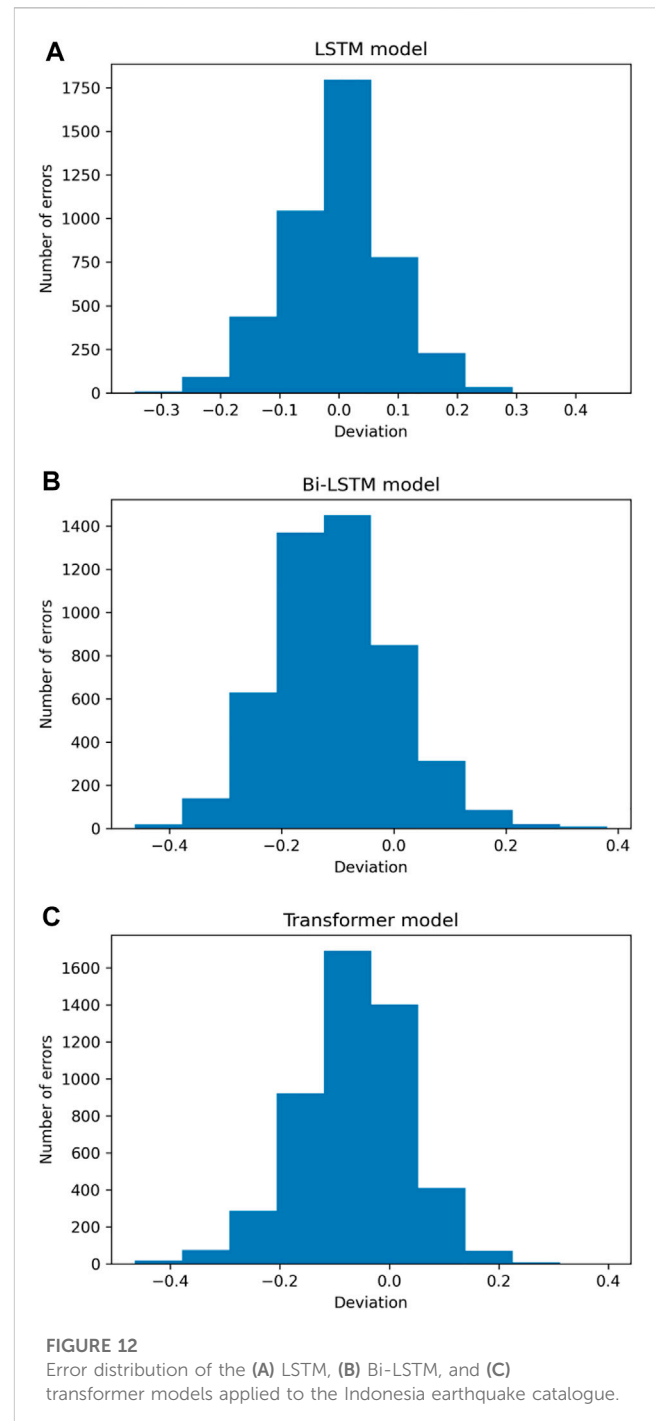 A
LSTM model
1750
1500
1250
1000
750
500
250
0
Number of errors
−0.3 −0.2 −0.1 0.0 0.1 0.2 0.3 0.4
Deviation
B
Bi-LSTM model
1400
1200
1000
800
600
400
200
0
Number of errors
−0.4 −0.2 0.0 0.2 0.4
Deviation
C
Transformer model
1600
1400
1200
1000
800
600
400
200
0
Number of errors
−0.4 −0.2 0.0 0.2 0.4
Deviation
FIGURE 12
Error distribution of the (A) LSTM, (B) Bi-LSTM, and (C)
transformer models applied to the Indonesia earthquake catalogue.